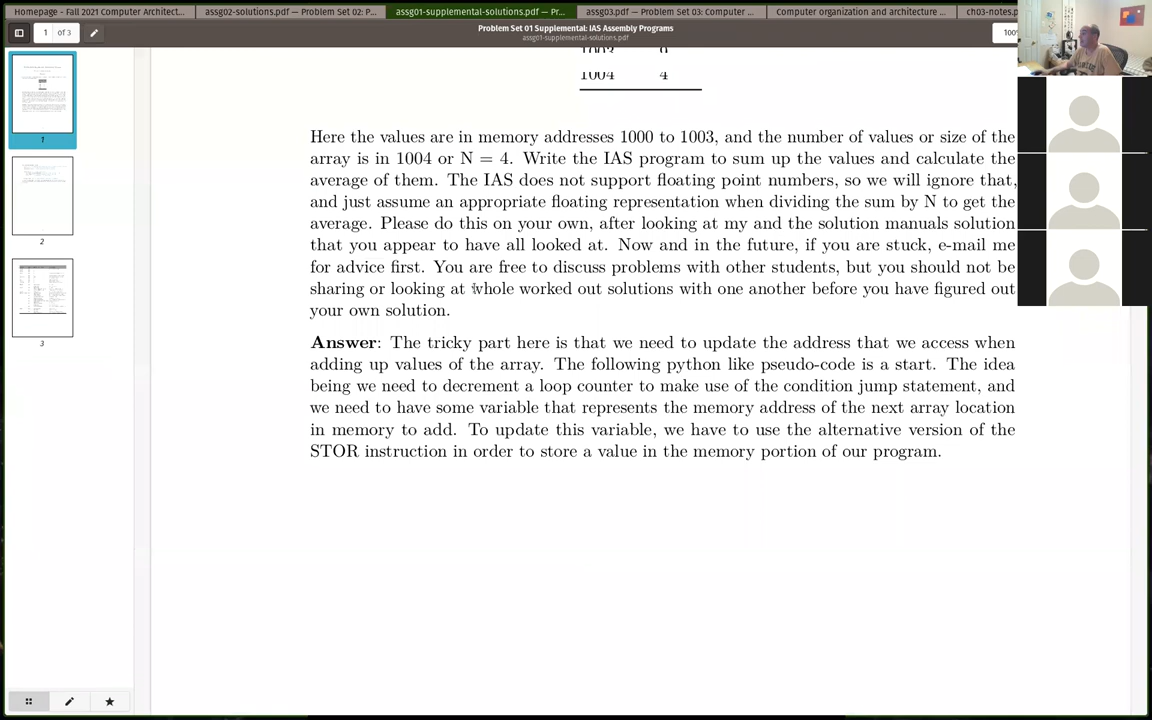 Homepage - Fall 2021 Computer Architect...
assg02-solutions.pdf — Problem Set 02: P...
assg01-supplemental-solutions.pdf — Pr...
assg03.pdf — Problem Set 03: Computer ...
Computer organization and architecture ...
ch03-notes.p
1 of 3
Problem Set 01 Supplemental: IAS Assembly Programs
assg01-supplemental-solutions.pdf
100%
1004 4
Here the values are in memory addresses 1000 to 1003, and the number of values or size of the
array is in 1004 or N = 4. Write the IAS program to sum up the values and calculate the
average of them. The IAS does not support floating point numbers, so we will ignore that,
and just assume an appropriate floating representation when dividing the sum by N to get the
average. Please do this on your own, after looking at my and the solution manuals solution
that you appear to have all looked at. Now and in the future, if you are stuck, e-mail me
for advice first. You are free to discuss problems with other students, but you should not be
sharing or looking at whole worked out solutions with one another before you have figured out
your own solution.
Answer: The tricky part here is that we need to update the address that we access when
adding up values of the array. The following python like pseudo-code is a start. The idea
being we need to decrement a loop counter to make use of the condition jump statement, and
we need to have some variable that represents the memory address of the next array location
in memory to add. To update this variable, we have to use the alternative version of the
STOR instruction in order to store a value in the memory portion of our program.
1
2
3